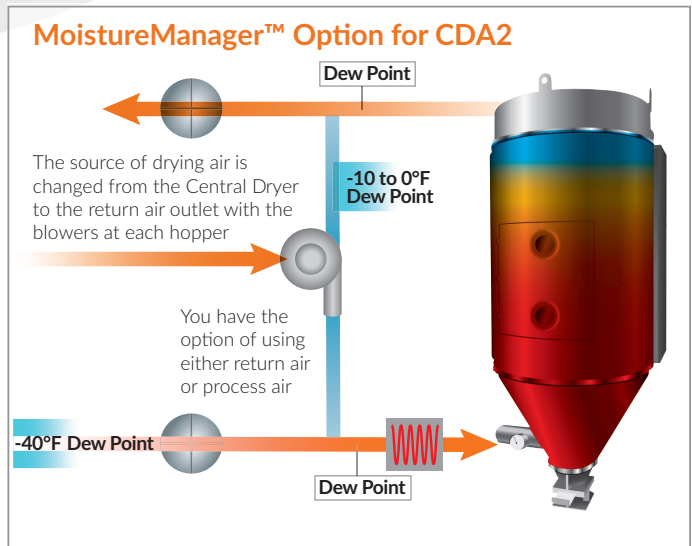 MoistureManager™ Option for CDA2
Dew Point
The source of drying air is
changed from the Central Dryer
to the return air outlet with the
blowers at each hopper
-10 to 0°F
Dew Point
You have the
option of using
either return air
or process air
-40°F Dew Point
Dew Point